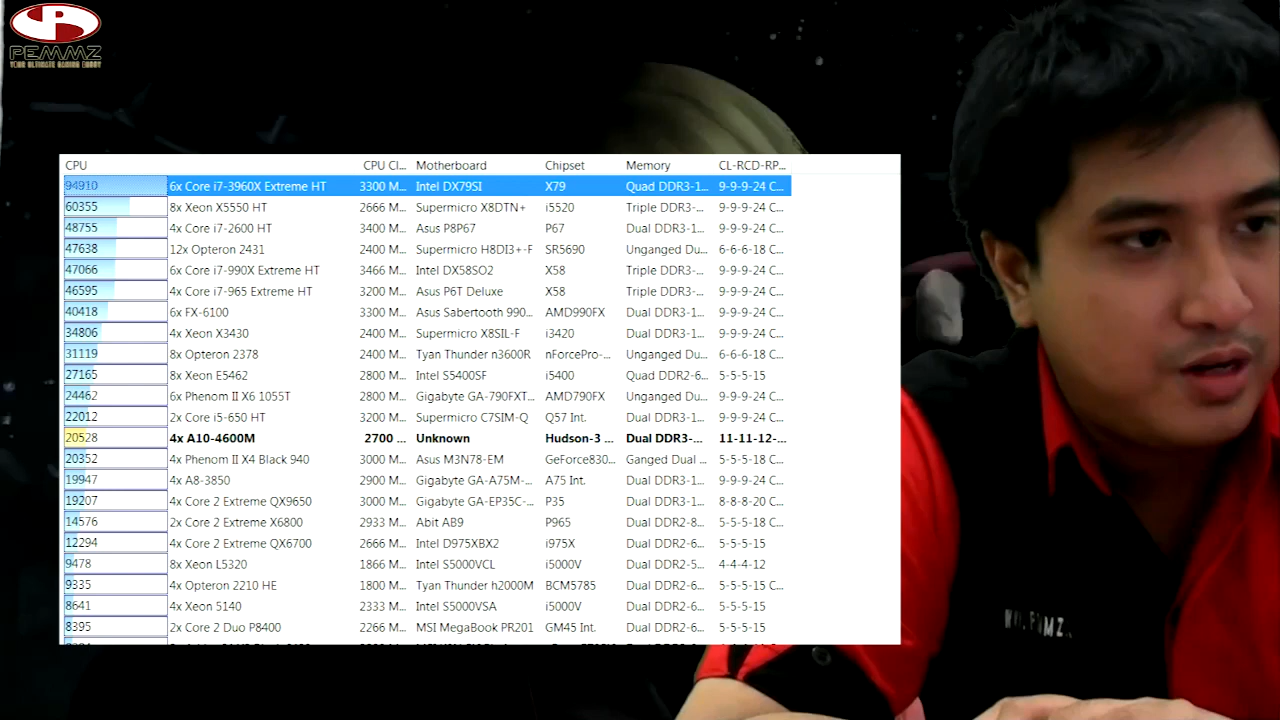 PEMMZ
YOUR ULTIMATE GAMING BUDDY
CPU CPU Cl... Motherboard Chipset Memory CL-RCD-RP...
94910 6x Core i7-3960X Extreme HT 3300 M... Intel DX79SI X79 Quad DDR3-1... 9-9-9-24 C...
60355 8x Xeon X5550 HT 2666 M... Supermicro X8DTN+ i5520 Triple DDR3-... 9-9-9-24 C...
48755 4x Core i7-2600 HT 3400 M... Asus P8P67 P67 Dual DDR3-1... 9-9-9-24 C...
47638 12x Opteron 2431 2400 M... Supermicro H8DI3+-F SR5690 Unganged Du... 6-6-6-18 C...
47066 6x Core i7-990X Extreme HT 3466 M... Intel DX58SO2 X58 Triple DDR3-... 9-9-9-24 C...
46595 4x Core i7-965 Extreme HT 3200 M... Asus P6T Deluxe X58 Triple DDR3-... 9-9-9-24 C...
40418 6x FX-6100 3300 M... Asus Sabertooth 990... AMD990FX Dual DDR3-1... 9-9-9-24 C...
34806 4x Xeon X3430 2400 M... Supermicro X8SIL-F i3420 Dual DDR3-1... 9-9-9-24 C...
31119 8x Opteron 2378 2400 M... Tyan Thunder n3600R nForcePro-... Unganged Du... 6-6-6-18 C...
27165 8x Xeon E5462 2800 M... Intel S5400SF i5400 Quad DDR2-6... 5-5-5-15
24462 6x Phenom II X6 1055T 2800 M... Gigabyte GA-790FXT... AMD790FX Unganged Du... 9-9-9-24 C...
22012 2x Core i5-650 HT 3200 M... Supermicro C7SIM-Q Q57 Int. Dual DDR3-1... 9-9-9-24 C...
20528 4x A10-4600M 2700 ... Unknown Hudson-3 ... Dual DDR3-... 11-11-12-...
20352 4x Phenom II X4 Black 940 3000 M... Asus M3N78-EM GeForce830... Ganged Dual ... 5-5-5-18 C...
19947 4x A8-3850 2900 M... Gigabyte GA-A75M-... A75 Int. Dual DDR3-1... 9-9-9-24 C...
19207 4x Core 2 Extreme QX9650 3000 M... Gigabyte GA-EP35C-... P35 Dual DDR3-1... 8-8-8-20 C...
14576 2x Core 2 Extreme X6800 2933 M... Abit AB9 P965 Dual DDR2-8... 5-5-5-18 C...
12294 4x Core 2 Extreme QX6700 2666 M... Intel D975XBX2 i975X Dual DDR2-6... 5-5-5-15
9478 8x Xeon L5320 1866 M... Intel S5000VCL i5000V Dual DDR2-5... 4-4-4-12
9335 4x Opteron 2210 HE 1800 M... Tyan Thunder h2000M BCM5785 Dual DDR2-6... 5-5-5-15 C...
8641 4x Xeon 5140 2333 M... Intel S5000VSA i5000V Dual DDR2-6... 5-5-5-15
8395 2x Core 2 Duo P8400 2266 M... MSI MegaBook PR201 GM45 Int. Dual DDR2-6... 5-5-5-15